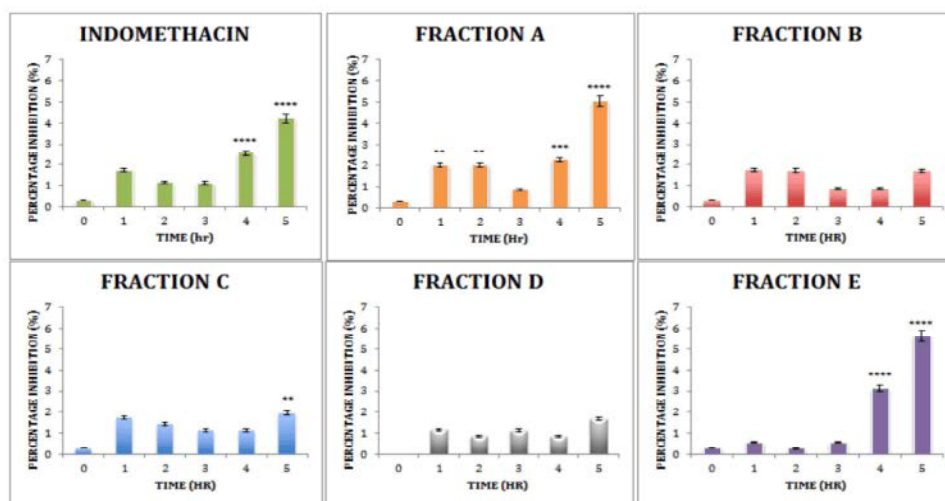 INDOMETHACIN
PERCENTAGE INHIBITION (%)
7
6
5
4
3
2
1
0
****
****
0 1 2 3 4 5
TIME (hr)
FRACTION A
PERCENTAGE INHIBITION (%)
7
6
5
4
3
2
1
0
--
--
***
****
0 1 2 3 4 5
TIME (Hr)
FRACTION B
PERCENTAGE INHIBITION (%)
7
6
5
4
3
2
1
0
0 1 2 3 4 5
TIME (HR)
FRACTION C
PERCENTAGE INHIBITION (%)
7
6
5
4
3
2
1
0
**
0 1 2 3 4 5
TIME (HR)
FRACTION D
PERCENTAGE INHIBITION (%)
7
6
5
4
3
2
1
0
0 1 2 3 4 5
TIME (HR)
FRACTION E
PERCENTAGE INHIBITION (%)
7
6
5
4
3
2
1
0
****
****
0 1 2 3 4 5
TIME (HR)